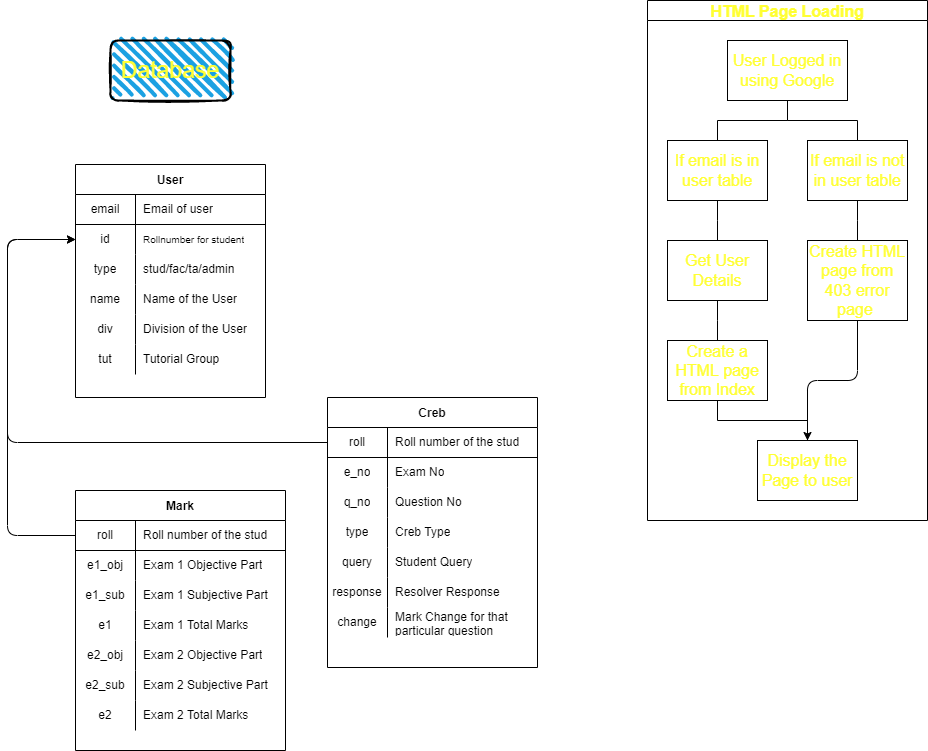 Database
User
email Email of user
id Rollnumber for student
type stud/fac/ta/admin
name Name of the User
div Division of the User
tut Tutorial Group
Creb
roll Roll number of the stud
e_no Exam No
q_no Question No
type Creb Type
query Student Query
response Resolver Response
change Mark Change for that
particular question
Mark
roll Roll number of the stud
e1_obj Exam 1 Objective Part
e1_sub Exam 1 Subjective Part
e1 Exam 1 Total Marks
e2_obj Exam 2 Objective Part
e2_sub Exam 2 Subjective Part
e2 Exam 2 Total Marks
HTML Page Loading
User Logged in
using Google
If email is in
user table
If email is not
in user table
Get User
Details
Create HTML
page from
403 error
page
Create a
HTML page
from Index
Display the
Page to user